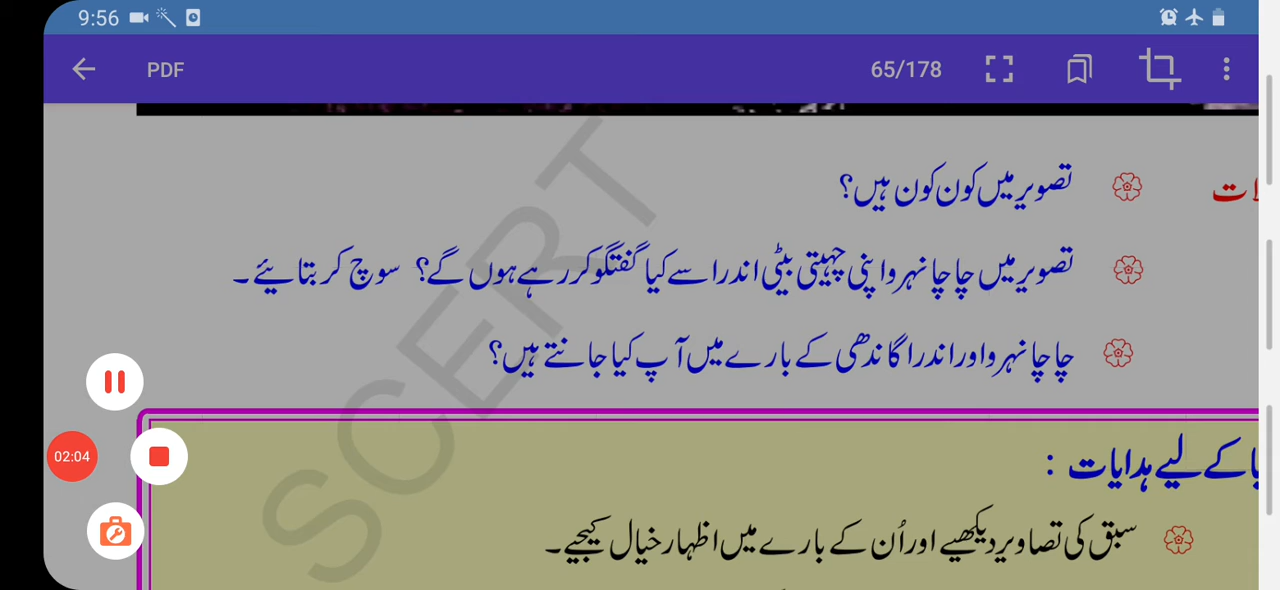 9:56
PDF
65/178
تصویر میں کون کون ہیں؟
تصویر میں چاچا نہرو اپنی چہیتی بیٹی اندرا سے کیا گفتگو کر رہے ہوں گے؟ سوچ کر بتایئے۔
چاچا نہرو اور اندرا گاندھی کے بارے میں آپ کیا جانتے ہیں؟
02:04
کے لیے ہدایات :
سبق کی تصاویر دیکھیے اور اُن کے بارے میں اظہار خیال کیجیے۔
SCERT